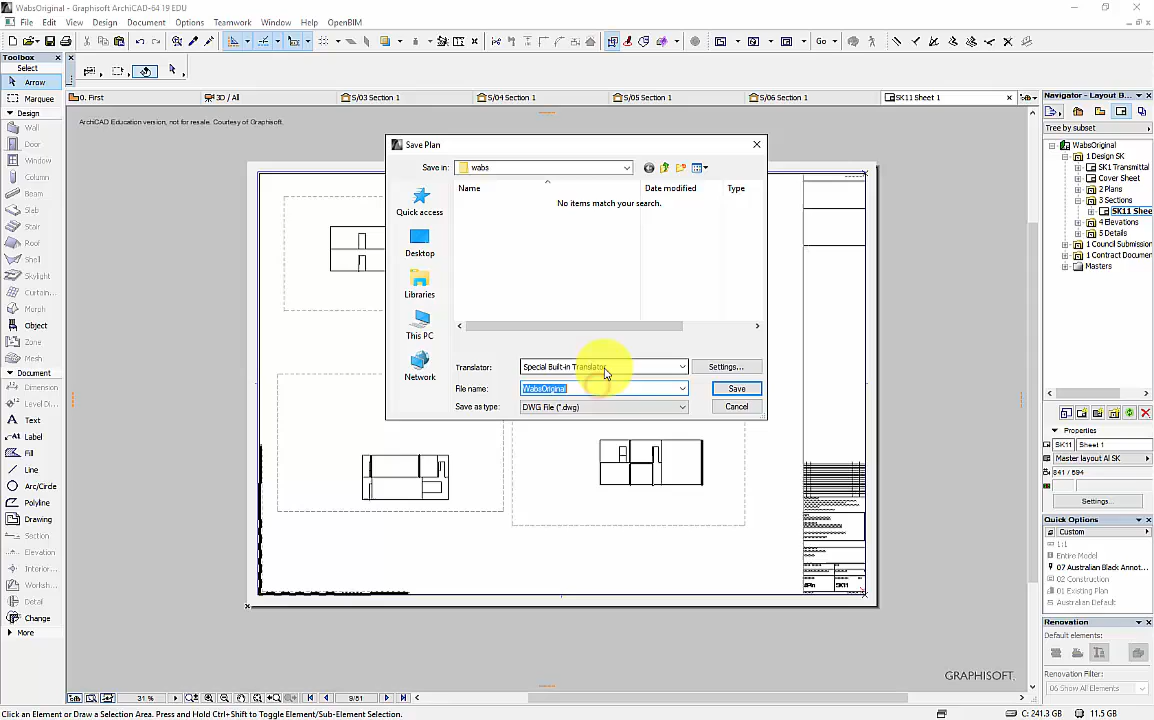 WabsOriginal - Graphisoft ArchiCAD-64 19 EDU
File Edit View Design Document Options Teamwork Window Help OpenBIM
Go
Toolbox
Select
Arrow
Marquee
Design
Wall
Door
Window
Column
Beam
Slab
Stair
Roof
Shell
Skylight
Curtain...
Morph
Object
Zone
Mesh
Document
Dimension
Level Di...
Text
Label
Fill
Line
Arc/Circle
Polyline
Drawing
Section
Elevation
Interior...
Worksh...
Detail
Change
More
0. First
3D / All
S/03 Section 1
S/04 Section 1
S/05 Section 1
S/06 Section 1
SK11 Sheet 1
ArchiCAD Education version, not for resale. Courtesy of Graphisoft.
Save Plan
Save in: wabs
Name Date modified Type
No items match your search.
Quick access
Desktop
Libraries
This PC
Network
Translator: Special Built-in Translator Settings...
File name: WabsOriginal Save
Save as type: DWG File (*.dwg) Cancel
SK11
GRAPHISOFT.
Navigator - Layout B...
Tree by subset
WabsOriginal
1 Design SK
SK1 Transmittal
Cover Sheet
2 Plans
3 Sections
SK11 Shee
4 Elevations
5 Details
1 Council Submission
1 Contract Document
Masters
Properties
SK11 Sheet 1
Master layout A1 SK
841 / 594
Settings...
Quick Options
Custom
1:1
Entire Model
07 Australian Black Annot...
02 Construction
01 Existing Plan
Australian Default
Renovation
Default elements:
Renovation Filter:
06 Show All Elements
31 % 9/51
Click an Element or Draw a Selection Area. Press and Hold Ctrl+Shift to Toggle Element/Sub-Element Selection.
C: 241.3 GB 11.5 GB